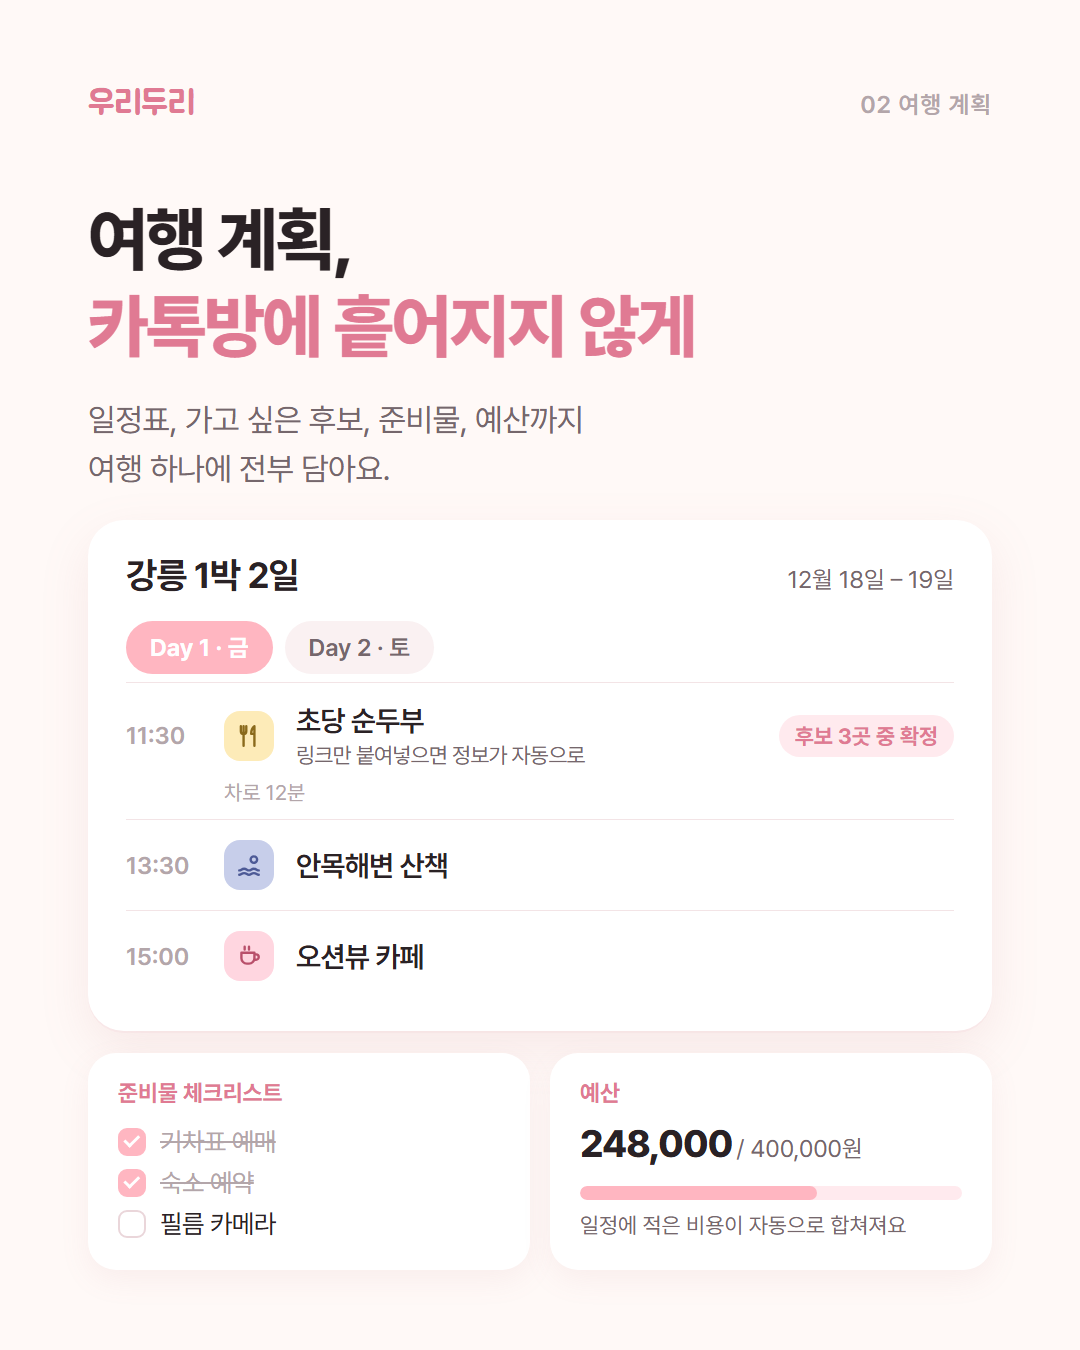 우리두리
02 여행 계획
여행 계획,
카톡방에 흩어지지 않게
일정표, 가고 싶은 후보, 준비물, 예산까지
여행 하나에 전부 담아요.
강릉 1박 2일
12월 18일 – 19일
Day 1 · 금
Day 2 · 토
11:30
초당 순두부
링크만 붙여넣으면 정보가 자동으로
후보 3곳 중 확정
차로 12분
13:30
안목해변 산책
15:00
오션뷰 카페
준비물 체크리스트
기차표 예매
숙소 예약
필름 카메라
예산
248,000 / 400,000원
일정에 적은 비용이 자동으로 합쳐져요